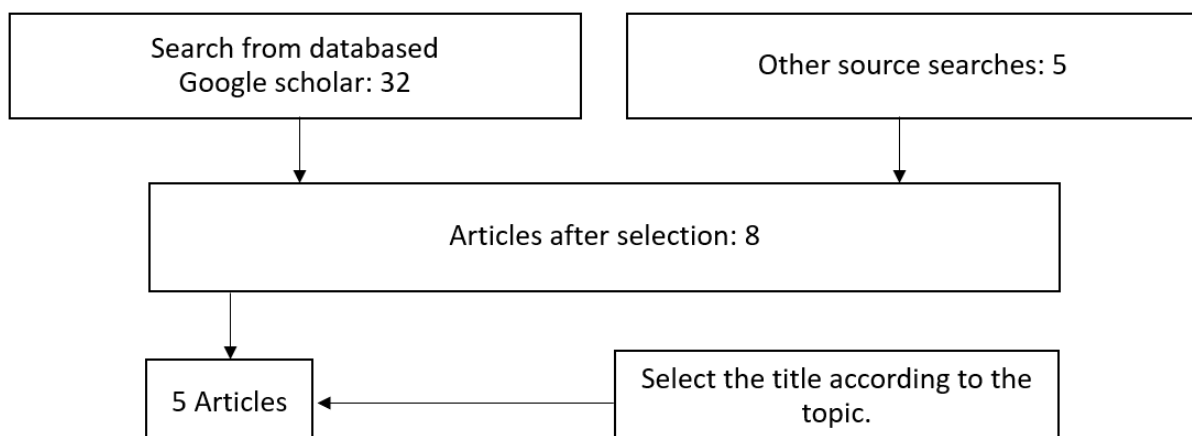 Search from databased
Google scholar: 32
Other source searches: 5
Articles after selection: 8
5 Articles
Select the title according to the
topic.